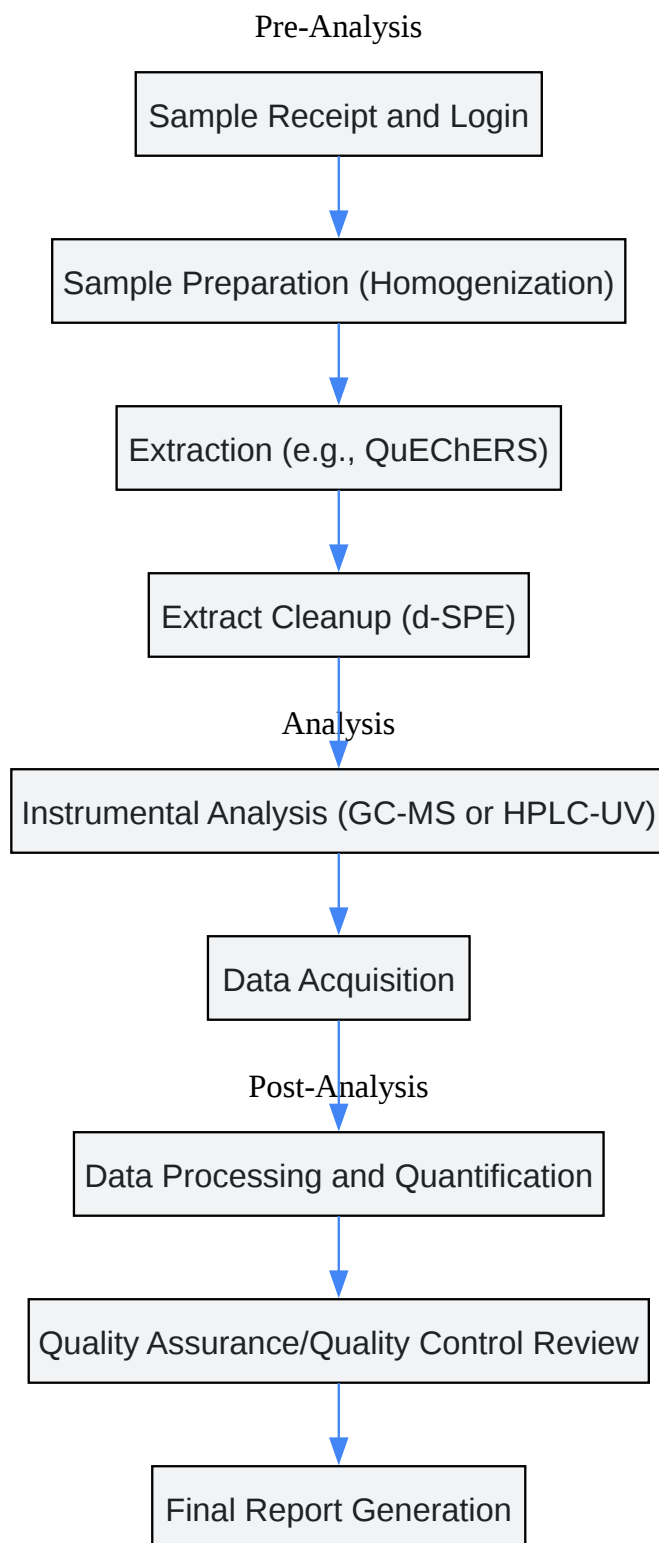 Pre-Analysis
Sample Receipt and Login
Sample Preparation (Homogenization)
Extraction (e.g., QuEChERS)
Extract Cleanup (d-SPE)
Analysis
Instrumental Analysis (GC-MS or HPLC-UV)
Data Acquisition
Post-Analysis
Data Processing and Quantification
Quality Assurance/Quality Control Review
Final Report Generation